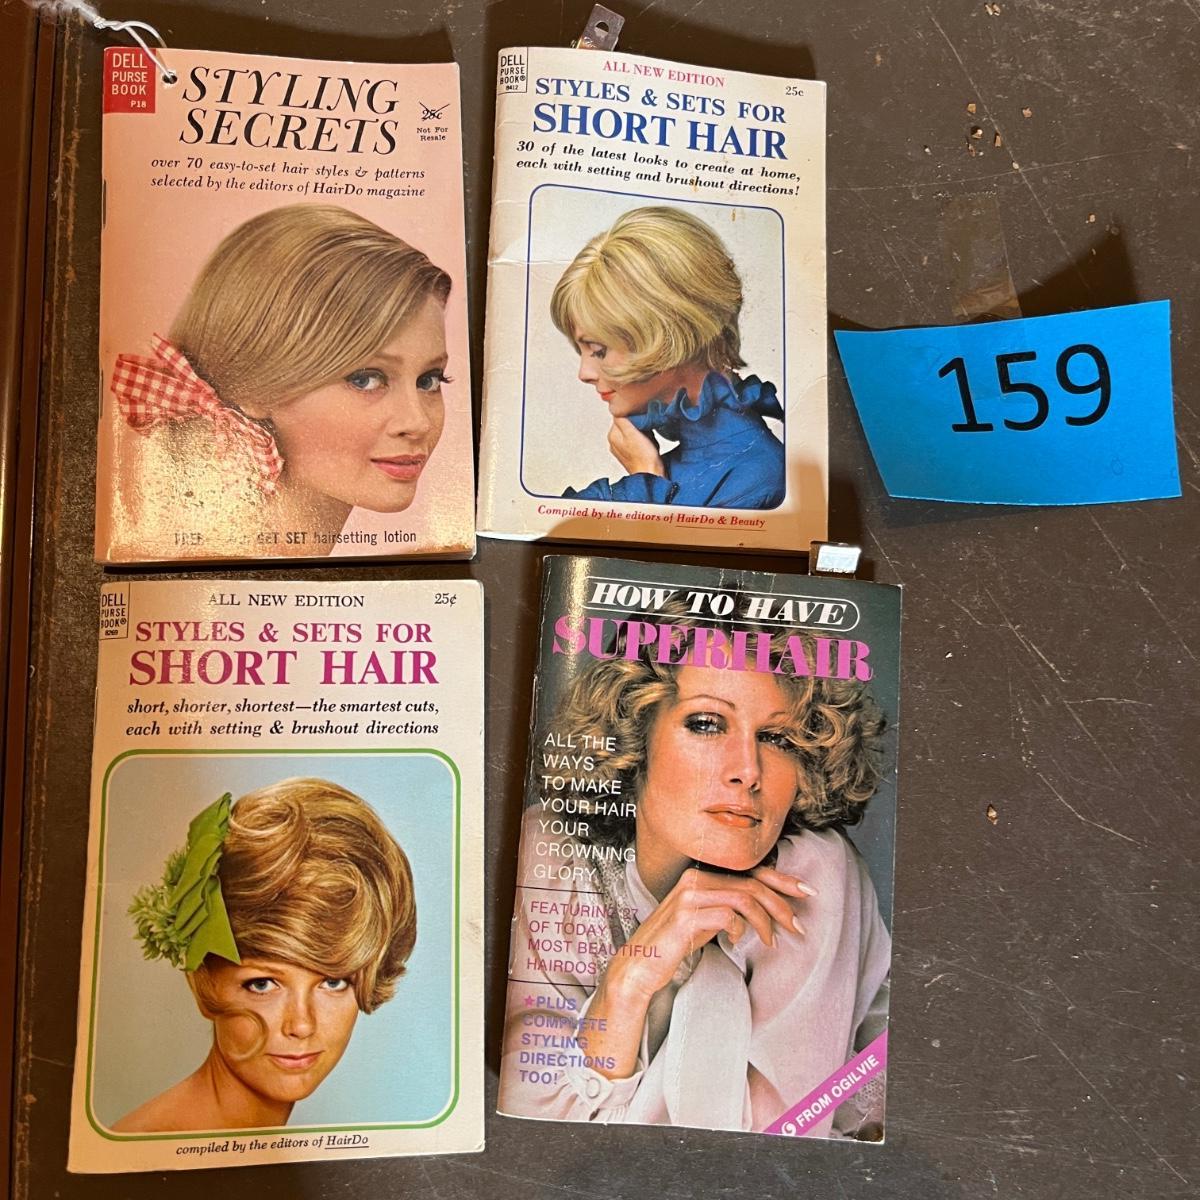 DELL
PURSE
BOOK
P18
STYLING
SECRETS
25¢
Not For
Resale
over 70 easy-to-set hair styles & patterns
selected by the editors of HairDo magazine
GET SET hairsetting lotion
DELL
PURSE
BOOK®
8412
ALL NEW EDITION
25c
STYLES & SETS FOR
SHORT HAIR
30 of the latest looks to create at home,
each with setting and brushout directions!
Compiled by the editors of HairDo & Beauty
159
DELL
PURSE
BOOK®
8269
ALL NEW EDITION
25¢
STYLES & SETS FOR
SHORT HAIR
short, shorter, shortest—the smartest cuts,
each with setting & brushout directions
compiled by the editors of HairDo
HOW TO HAVE
SUPERHAIR
ALL THE
WAYS
TO MAKE
YOUR HAIR
YOUR
CROWNING
GLORY
FEATURING 27
OF TODAY
MOST BEAUTIFUL
HAIRDOS
★PLUS
COMPLETE
STYLING
DIRECTIONS
TOO!
FROM OGILVIE